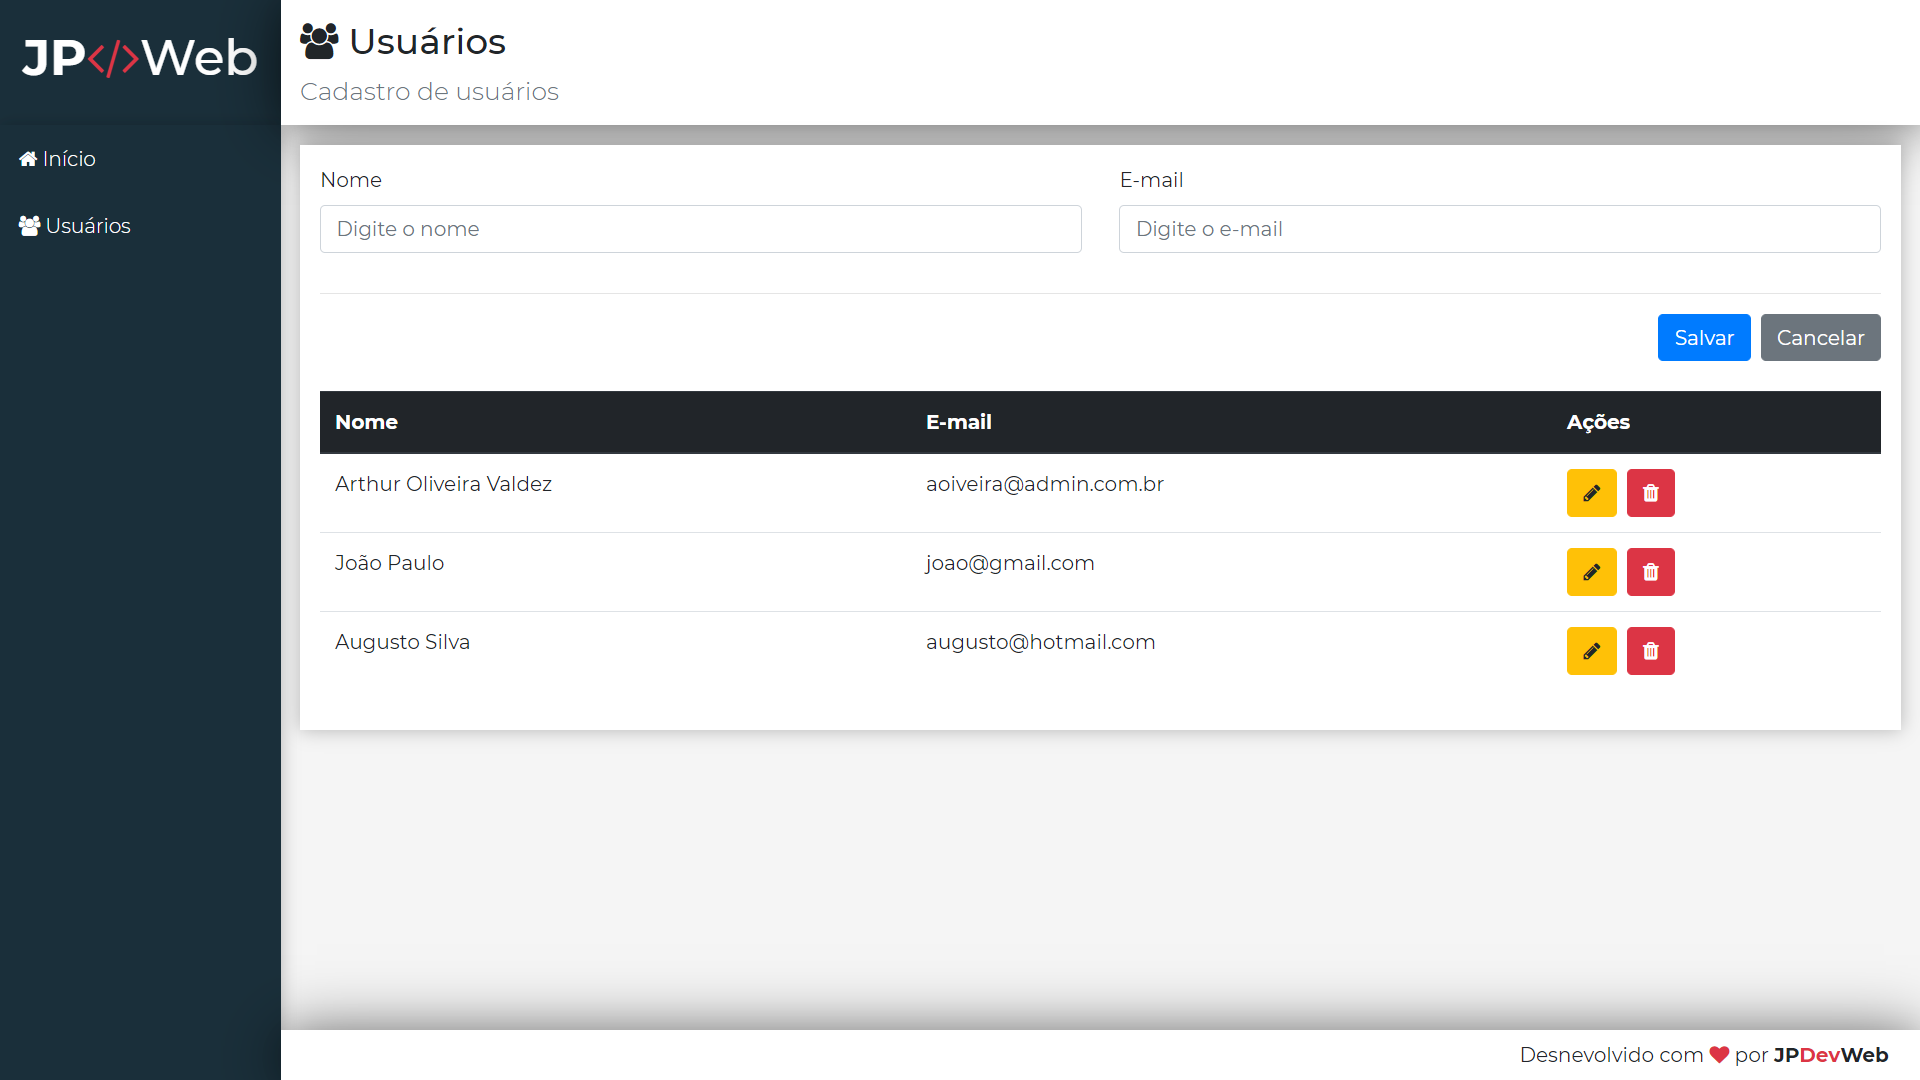 JP</>Web
Usuários
Cadastro de usuários
Início
Usuários
Nome
E-mail
Digite o nome
Digite o e-mail
Salvar
Cancelar
Nome E-mail Ações
Arthur Oliveira Valdez aoiveira@admin.com.br
João Paulo joao@gmail.com
Augusto Silva augusto@hotmail.com
Desnevolvido com ❤ por JPDevWeb